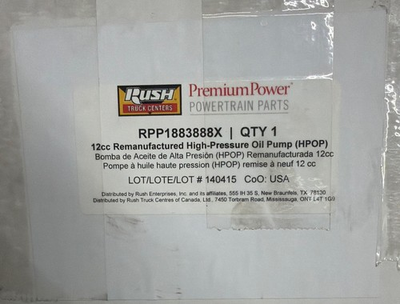 RUSH
TRUCK CENTERS
PremiumPower
POWERTRAIN PARTS
RPP1883888X | QTY 1
12cc Remanufactured High-Pressure Oil Pump (HPOP)
Bomba de Aceite de Alta Presión (HPOP) Remanufacturada 12cc
Pompe à huile haute pression (HPOP) remise à neuf 12 cc
LOT/LOTE/LOT # 140415 CoO: USA
Distributed by Rush Enterprises, Inc. and its affiliates, 555 IH 35 S, New Braunfels, TX 78130
Distributed by Rush Truck Centres of Canada, Ltd., 7450 Torbram Road, Mississauga, ONT L4T 1G9